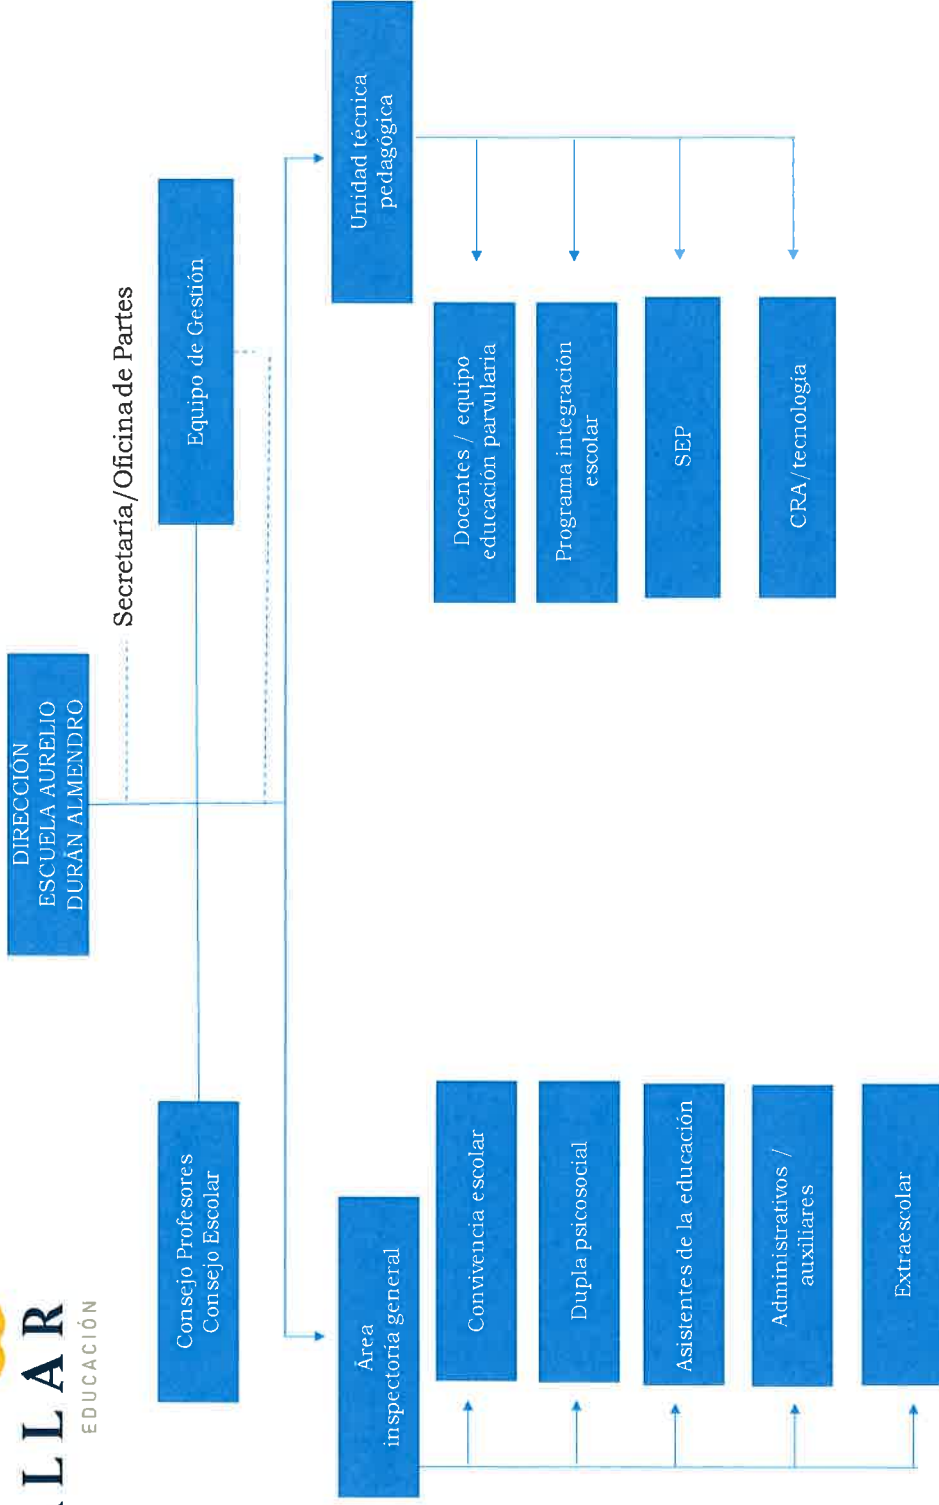 EDUCACIÓN
DIRECCIÓN
ESCUELA AURELIO
DURÁN ALMENDRO
Secretaría/Oficina de Partes
Consejo Profesores
Consejo Escolar
Equipo de Gestión
Área
inspectoría general
Convivencia escolar
Dupla psicosocial
Asistentes de la educación
Administrativos /
auxiliares
Extraescolar
Unidad técnica
pedagógica
Docentes / equipo
educación parvularia
Programa integración
escolar
SEP
CRA/tecnología